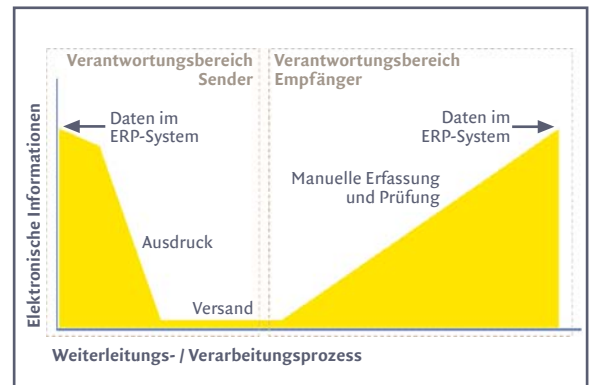 Verantwortungsbereich
Sender
Verantwortungsbereich
Empfänger
Elektronische Informationen
Daten im
ERP-System
Daten im
ERP-System
Manuelle Erfassung
und Prüfung
Ausdruck
Versand
Weiterleitungs- / Verarbeitungsprozess